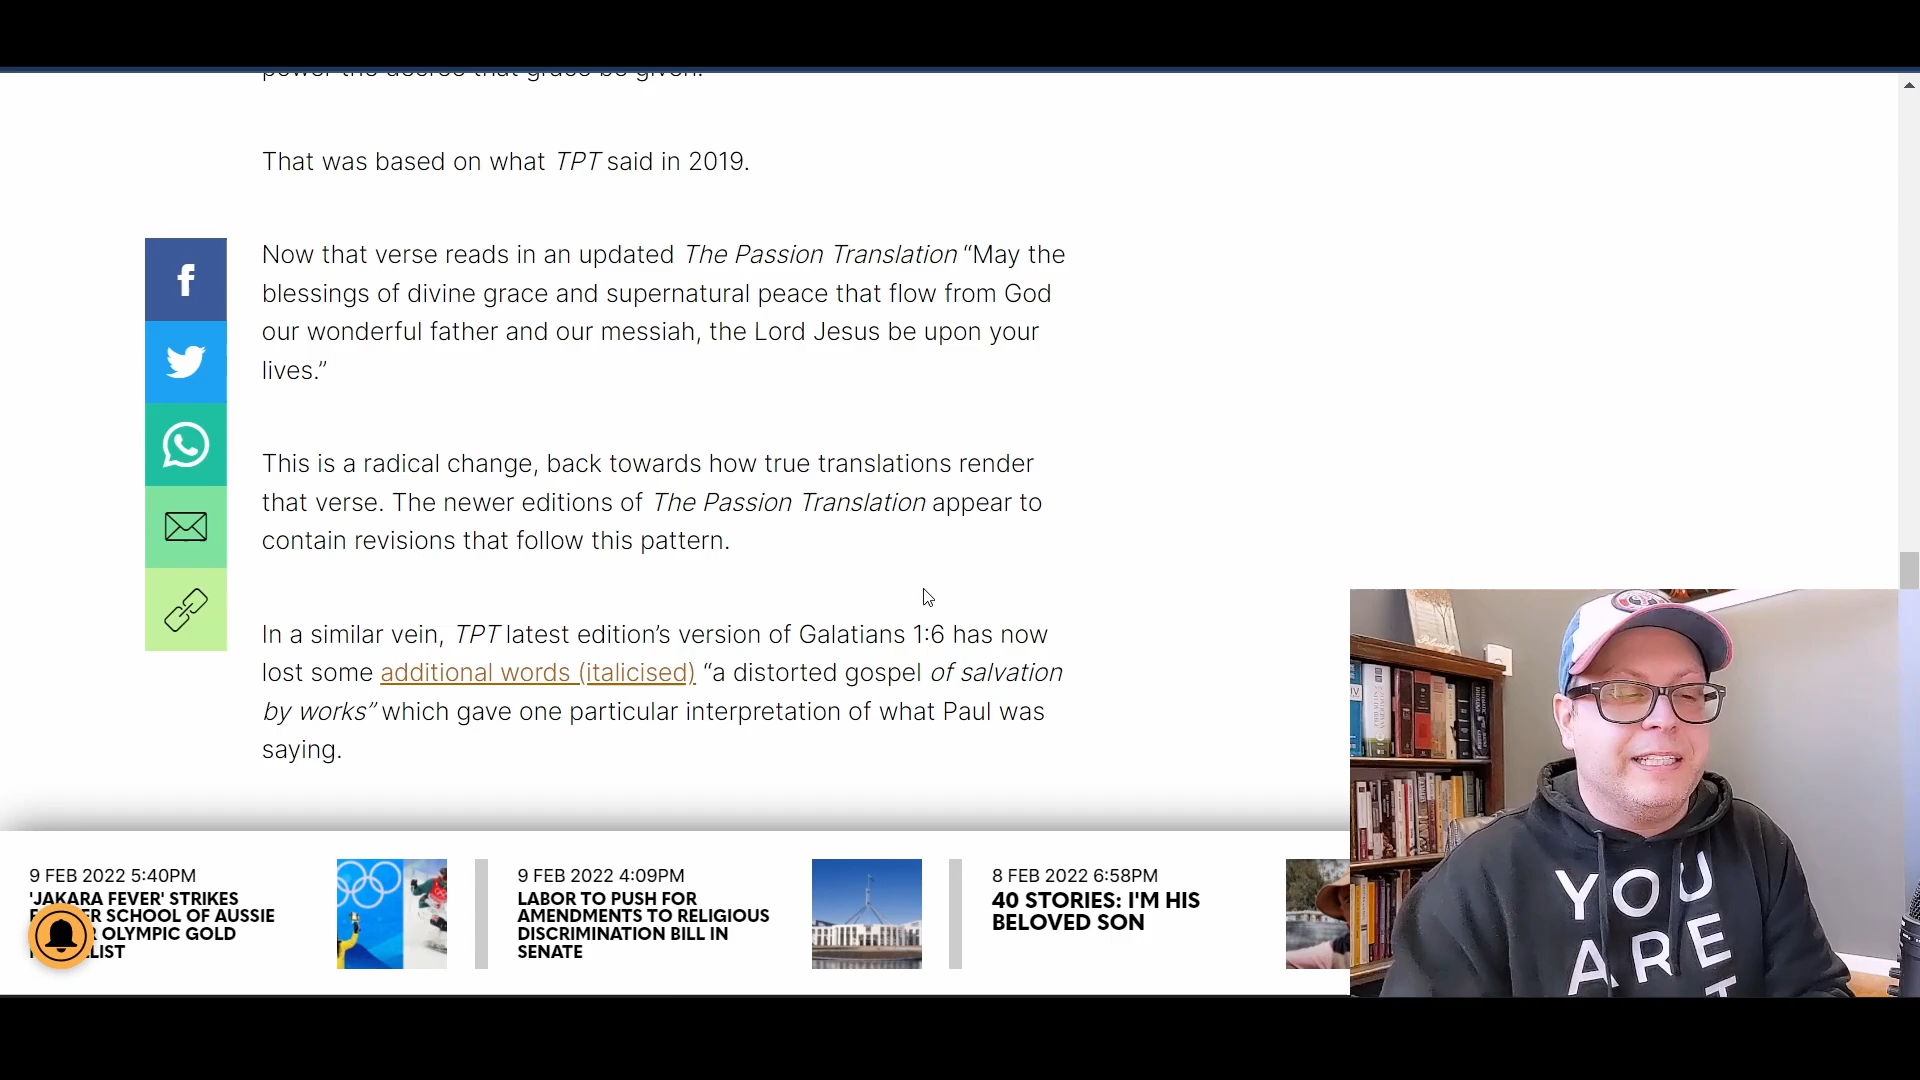 power the decree that grace be given.
That was based on what TPT said in 2019.
Now that verse reads in an updated The Passion Translation “May the
blessings of divine grace and supernatural peace that flow from God
our wonderful father and our messiah, the Lord Jesus be upon your
lives.”
This is a radical change, back towards how true translations render
that verse. The newer editions of The Passion Translation appear to
contain revisions that follow this pattern.
In a similar vein, TPT latest edition’s version of Galatians 1:6 has now
lost some additional words (italicised) “a distorted gospel of salvation
by works” which gave one particular interpretation of what Paul was
saying.
9 FEB 2022 5:40PM
'JAKARA FEVER' STRIKES
SCHOOL OF AUSSIE
OLYMPIC GOLD
9 FEB 2022 4:09PM
LABOR TO PUSH FOR
AMENDMENTS TO RELIGIOUS
DISCRIMINATION BILL IN
SENATE
8 FEB 2022 6:58PM
40 STORIES: I'M HIS
BELOVED SON
YOU
ARE